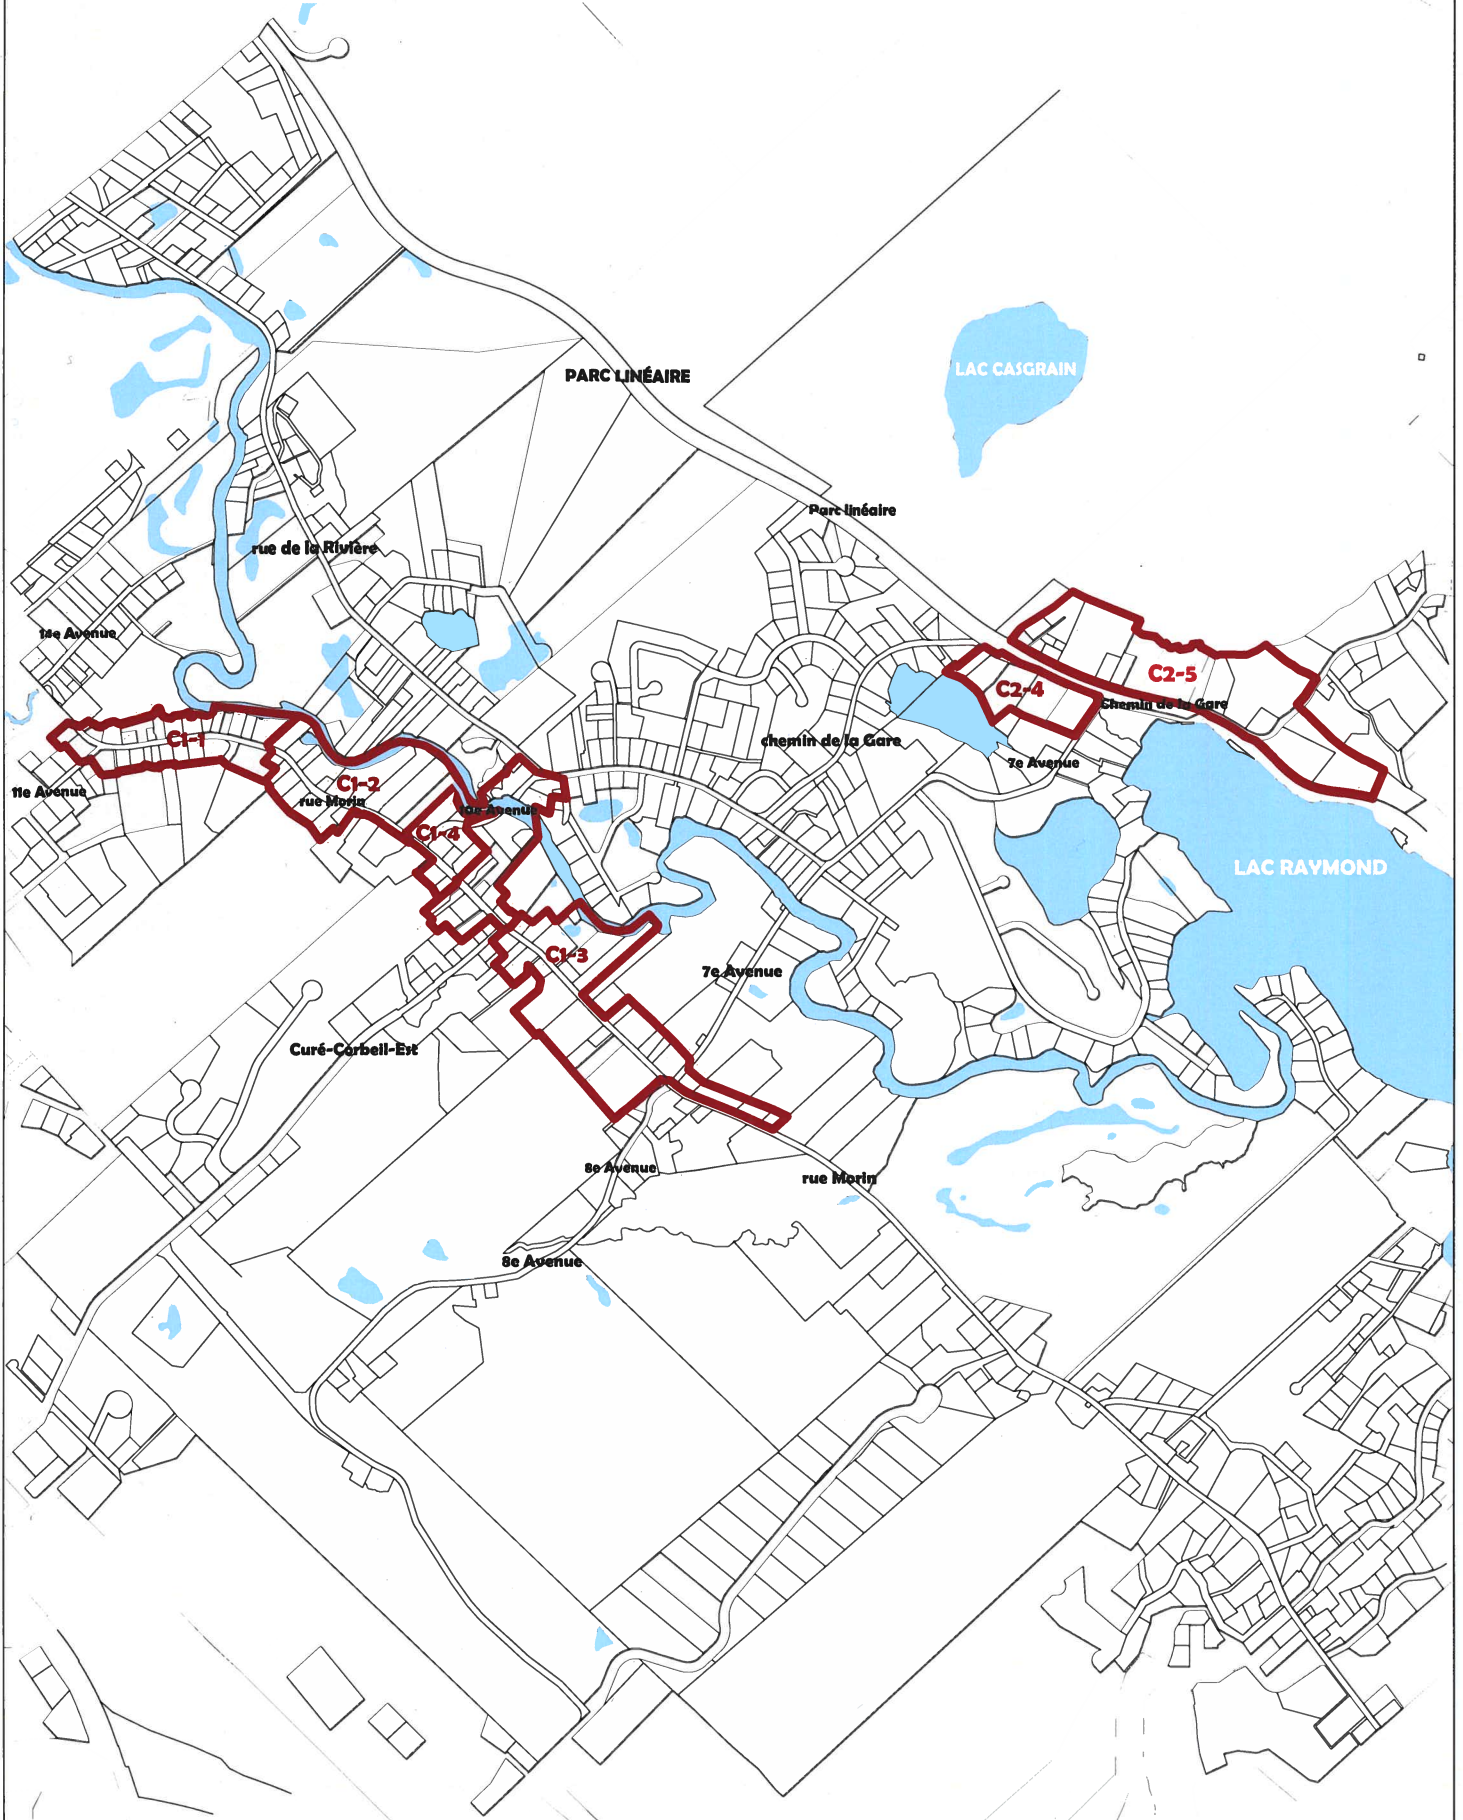 LAC CASGRAIN
PARC LINÉAIRE
Parc linéaire
rue de la Rivière
14e Avenue
C2-5
C2-4
Chemin de la Gare
C1-1
chemin de la Gare
7e Avenue
C1-2
11e Avenue
rue Morin
10e Avenue
C1-4
LAC RAYMOND
C1-3
7e Avenue
Curé-Corbeil-Est
8e Avenue
rue Morin
8e Avenue